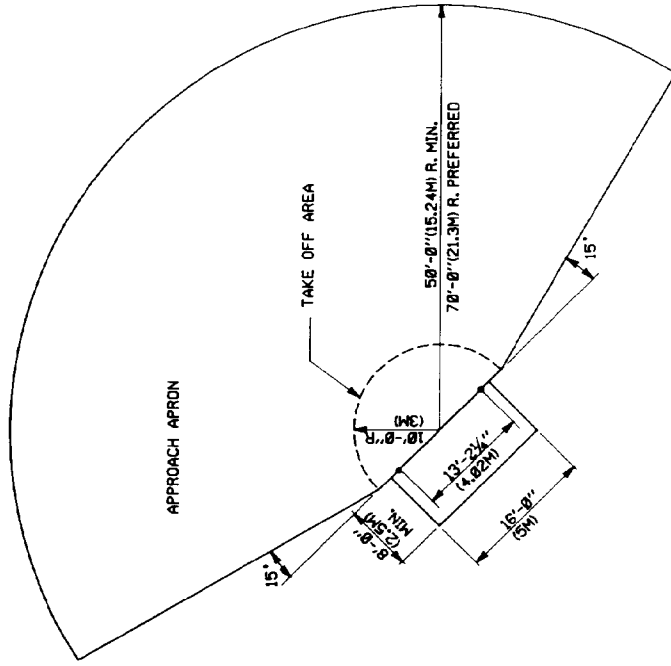 TAKE OFF AREA
APPROACH APRON
50'-0"(15.24M) R. MIN.
70'-0"(21.3M) R. PREFERRED
10'-0"R
(3M)
15°
13'-2¼"
(4.02M)
8'-0"
(2.5M)
MIN.
16'-0"
(5M)
15°